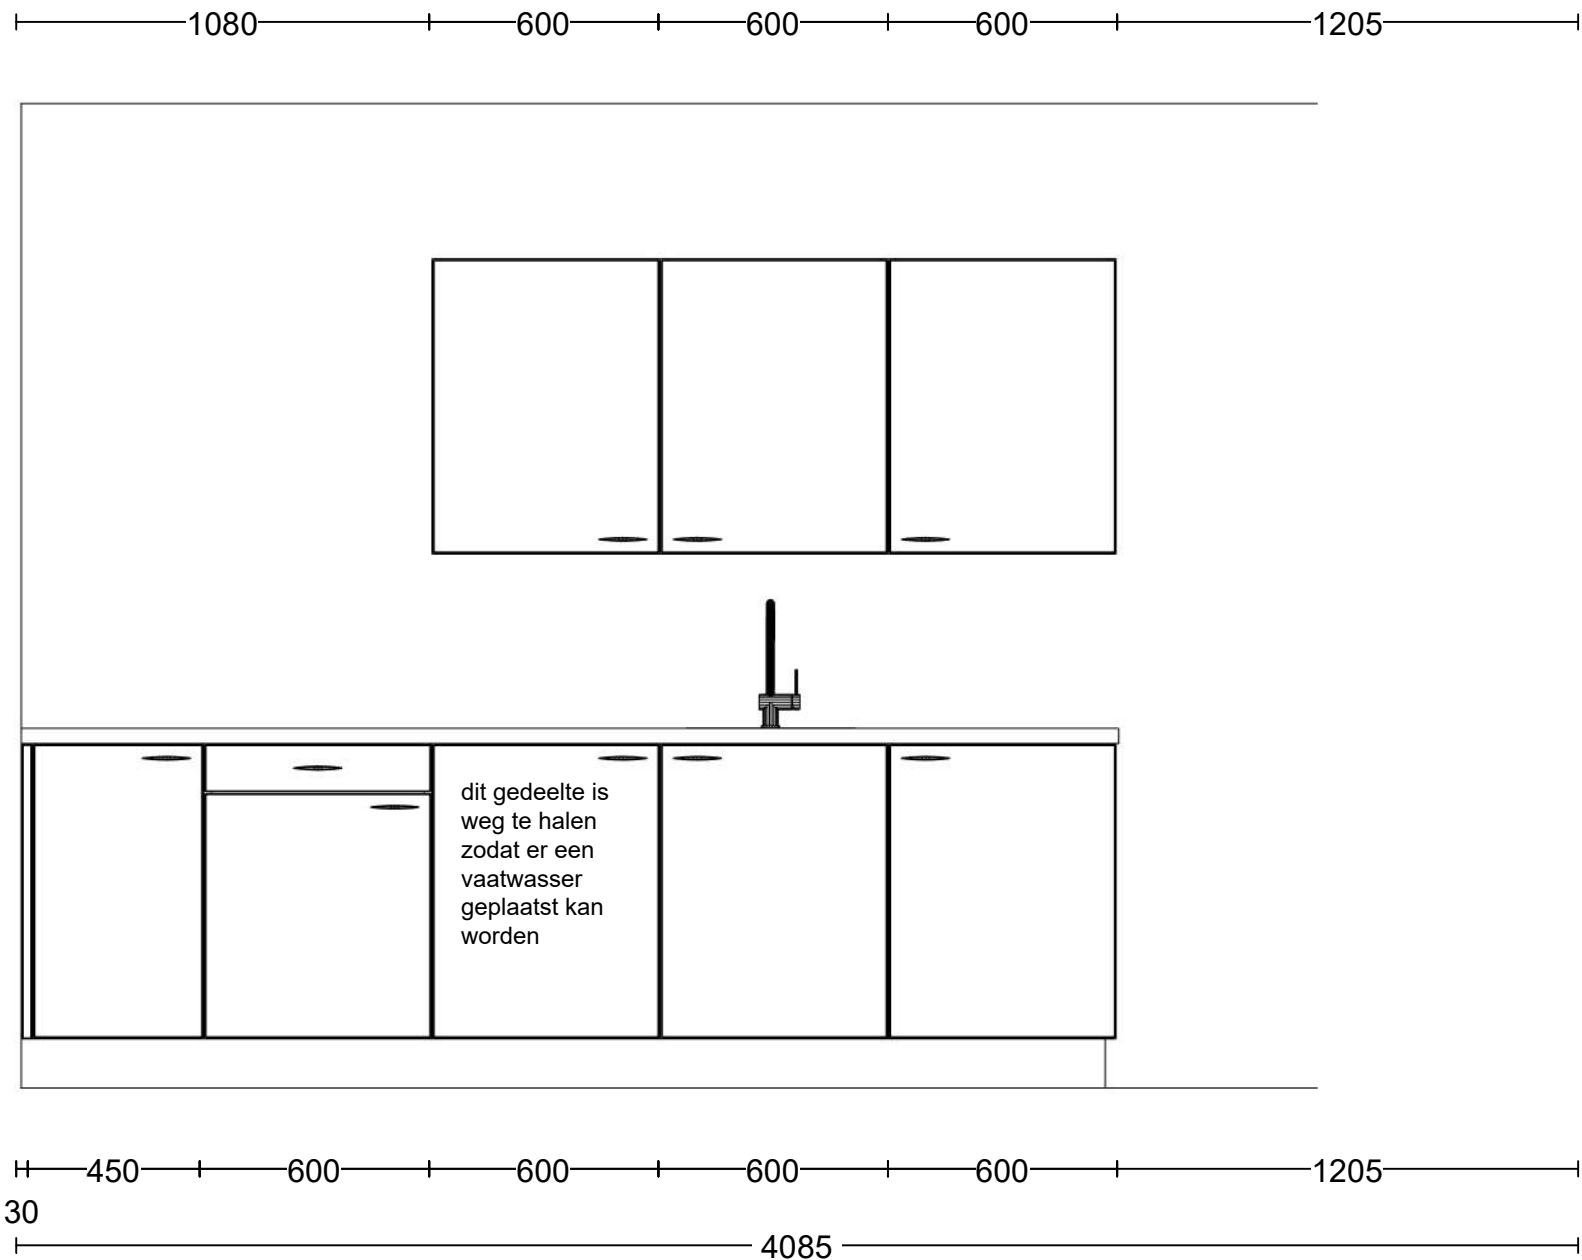 1080 600 600 600 1205
dit gedeelte is
weg te halen
zodat er een
vaatwasser
geplaatst kan
worden
450 600 600 600 600 1205
30
4085